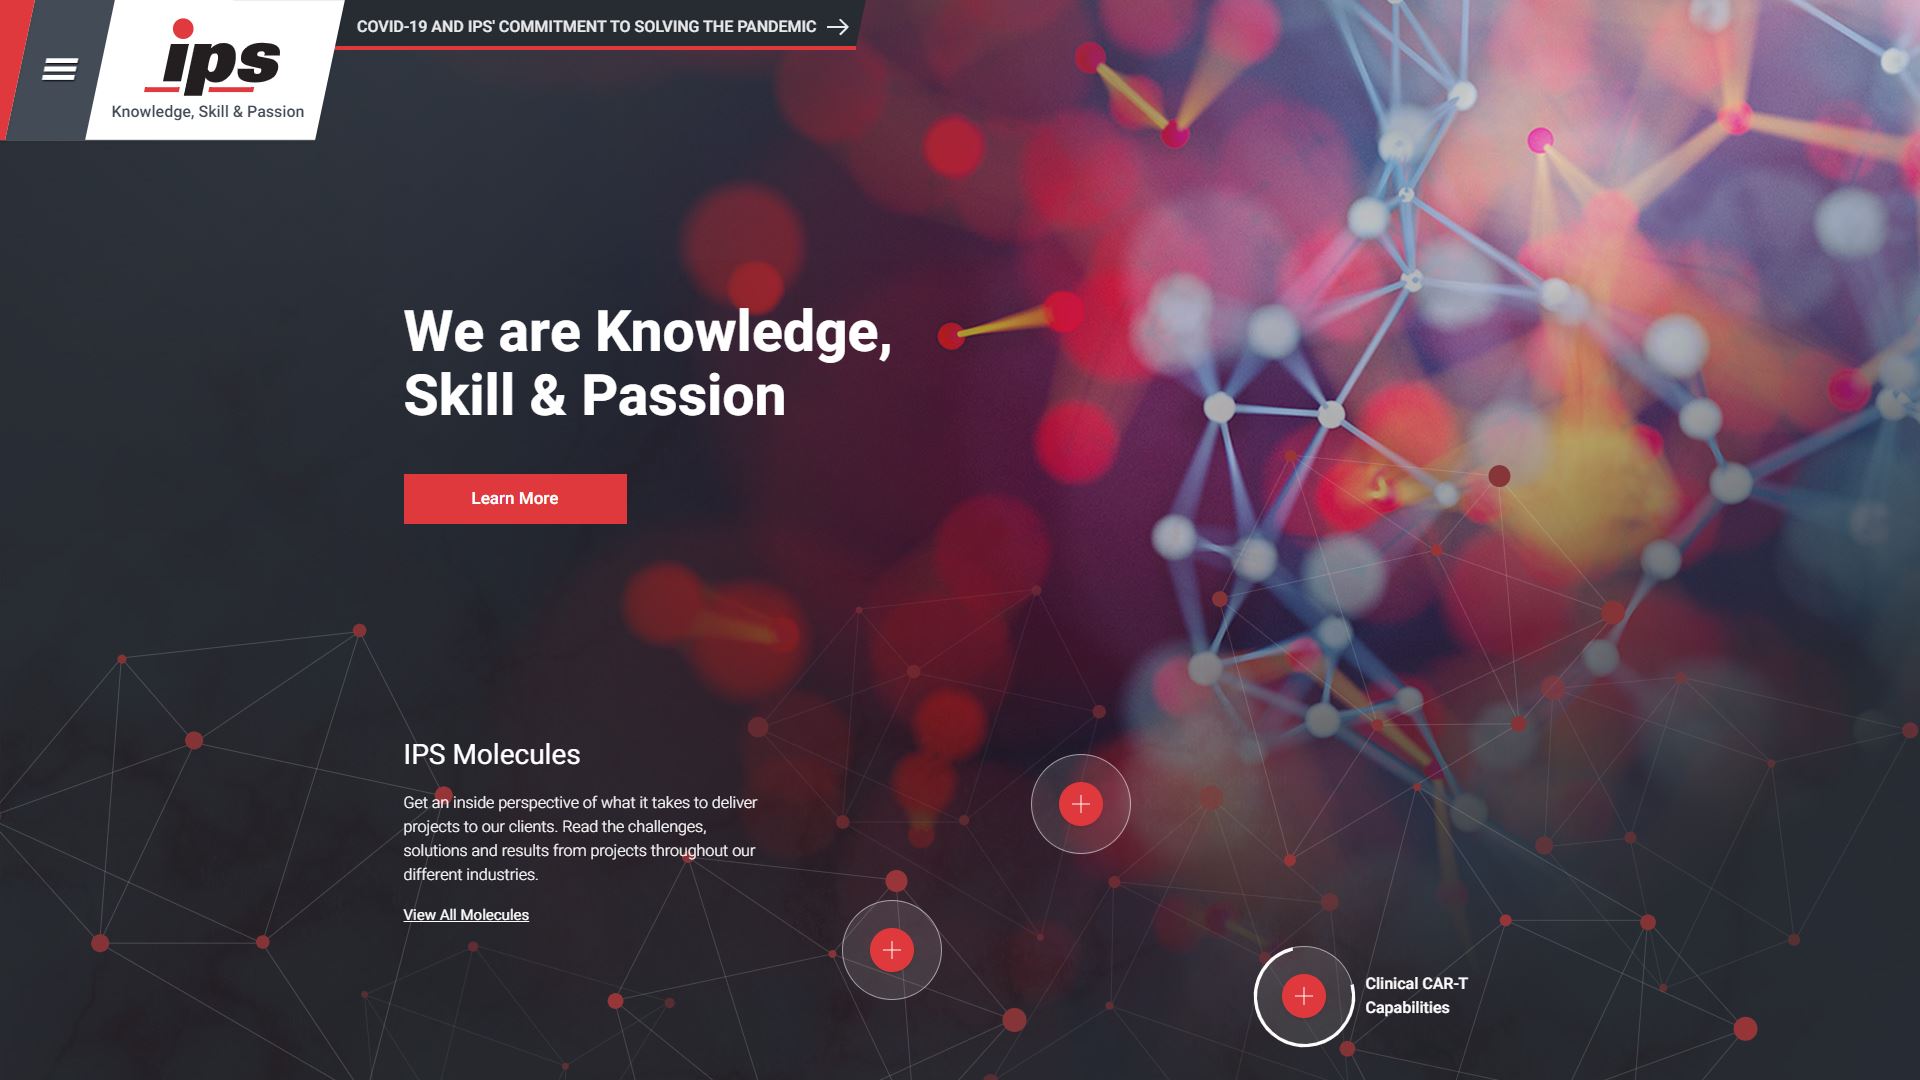 COVID-19 AND IPS' COMMITMENT TO SOLVING THE PANDEMIC
ips
Knowledge, Skill & Passion
We are Knowledge,
Skill & Passion
Learn More
IPS Molecules
Get an inside perspective of what it takes to deliver
projects to our clients. Read the challenges,
solutions and results from projects throughout our
different industries.
View All Molecules
Clinical CAR-T
Capabilities